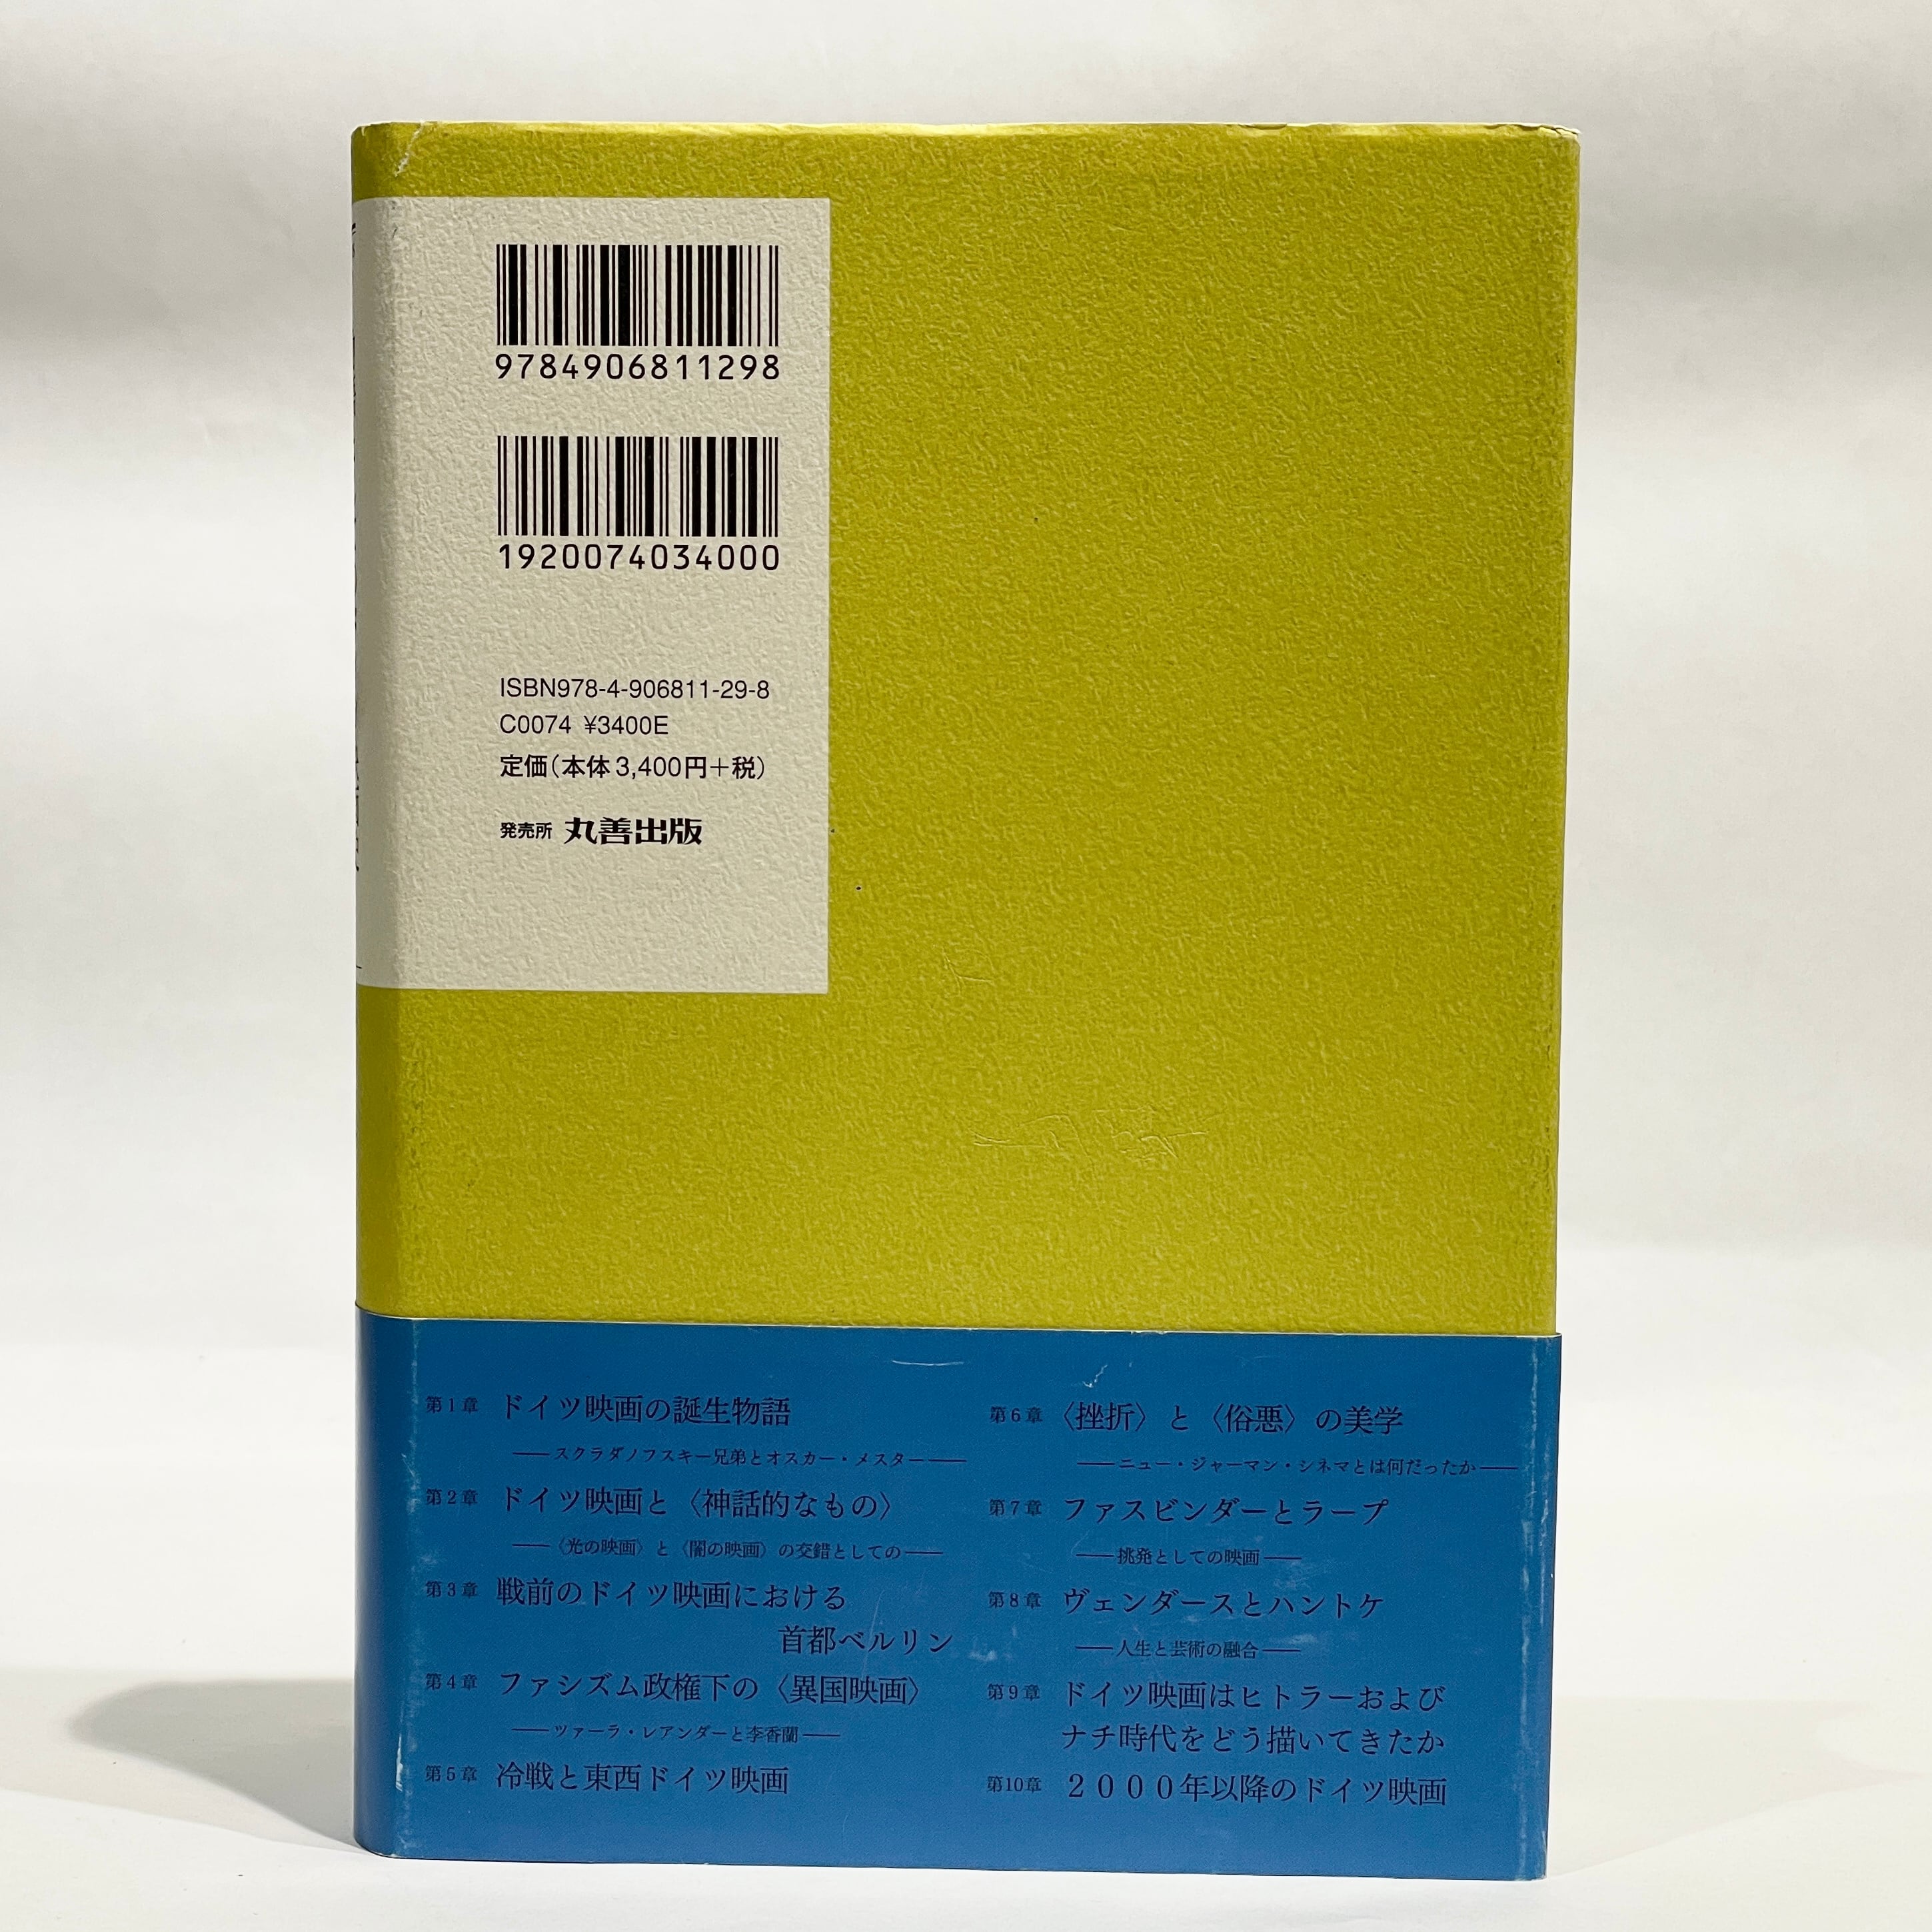 9784906811298
1920074034000
ISBN978-4-906811-29-8
C0074 ¥3400E
定価(本体3,400円+税)
発売所 丸善出版
第1章 ドイツ映画の誕生物語
――スクラダノフスキー兄弟とオスカー・メスター――
第2章 ドイツ映画と〈神話的なもの〉
――〈光の映画〉と〈闇の映画〉の交錯としての――
第3章 戦前のドイツ映画における
首都ベルリン
第4章 ファシズム政権下の〈異国映画〉
――ツァーラ・レアンダーと李香蘭――
第5章 冷戦と東西ドイツ映画
第6章 〈挫折〉と〈俗悪〉の美学
――ニュー・ジャーマン・シネマとは何だったか――
第7章 ファスビンダーとラープ
――挑発としての映画――
第8章 ヴェンダースとハントケ
――人生と芸術の融合――
第9章 ドイツ映画はヒトラーおよび
ナチ時代をどう描いてきたか
第10章 2000年以降のドイツ映画